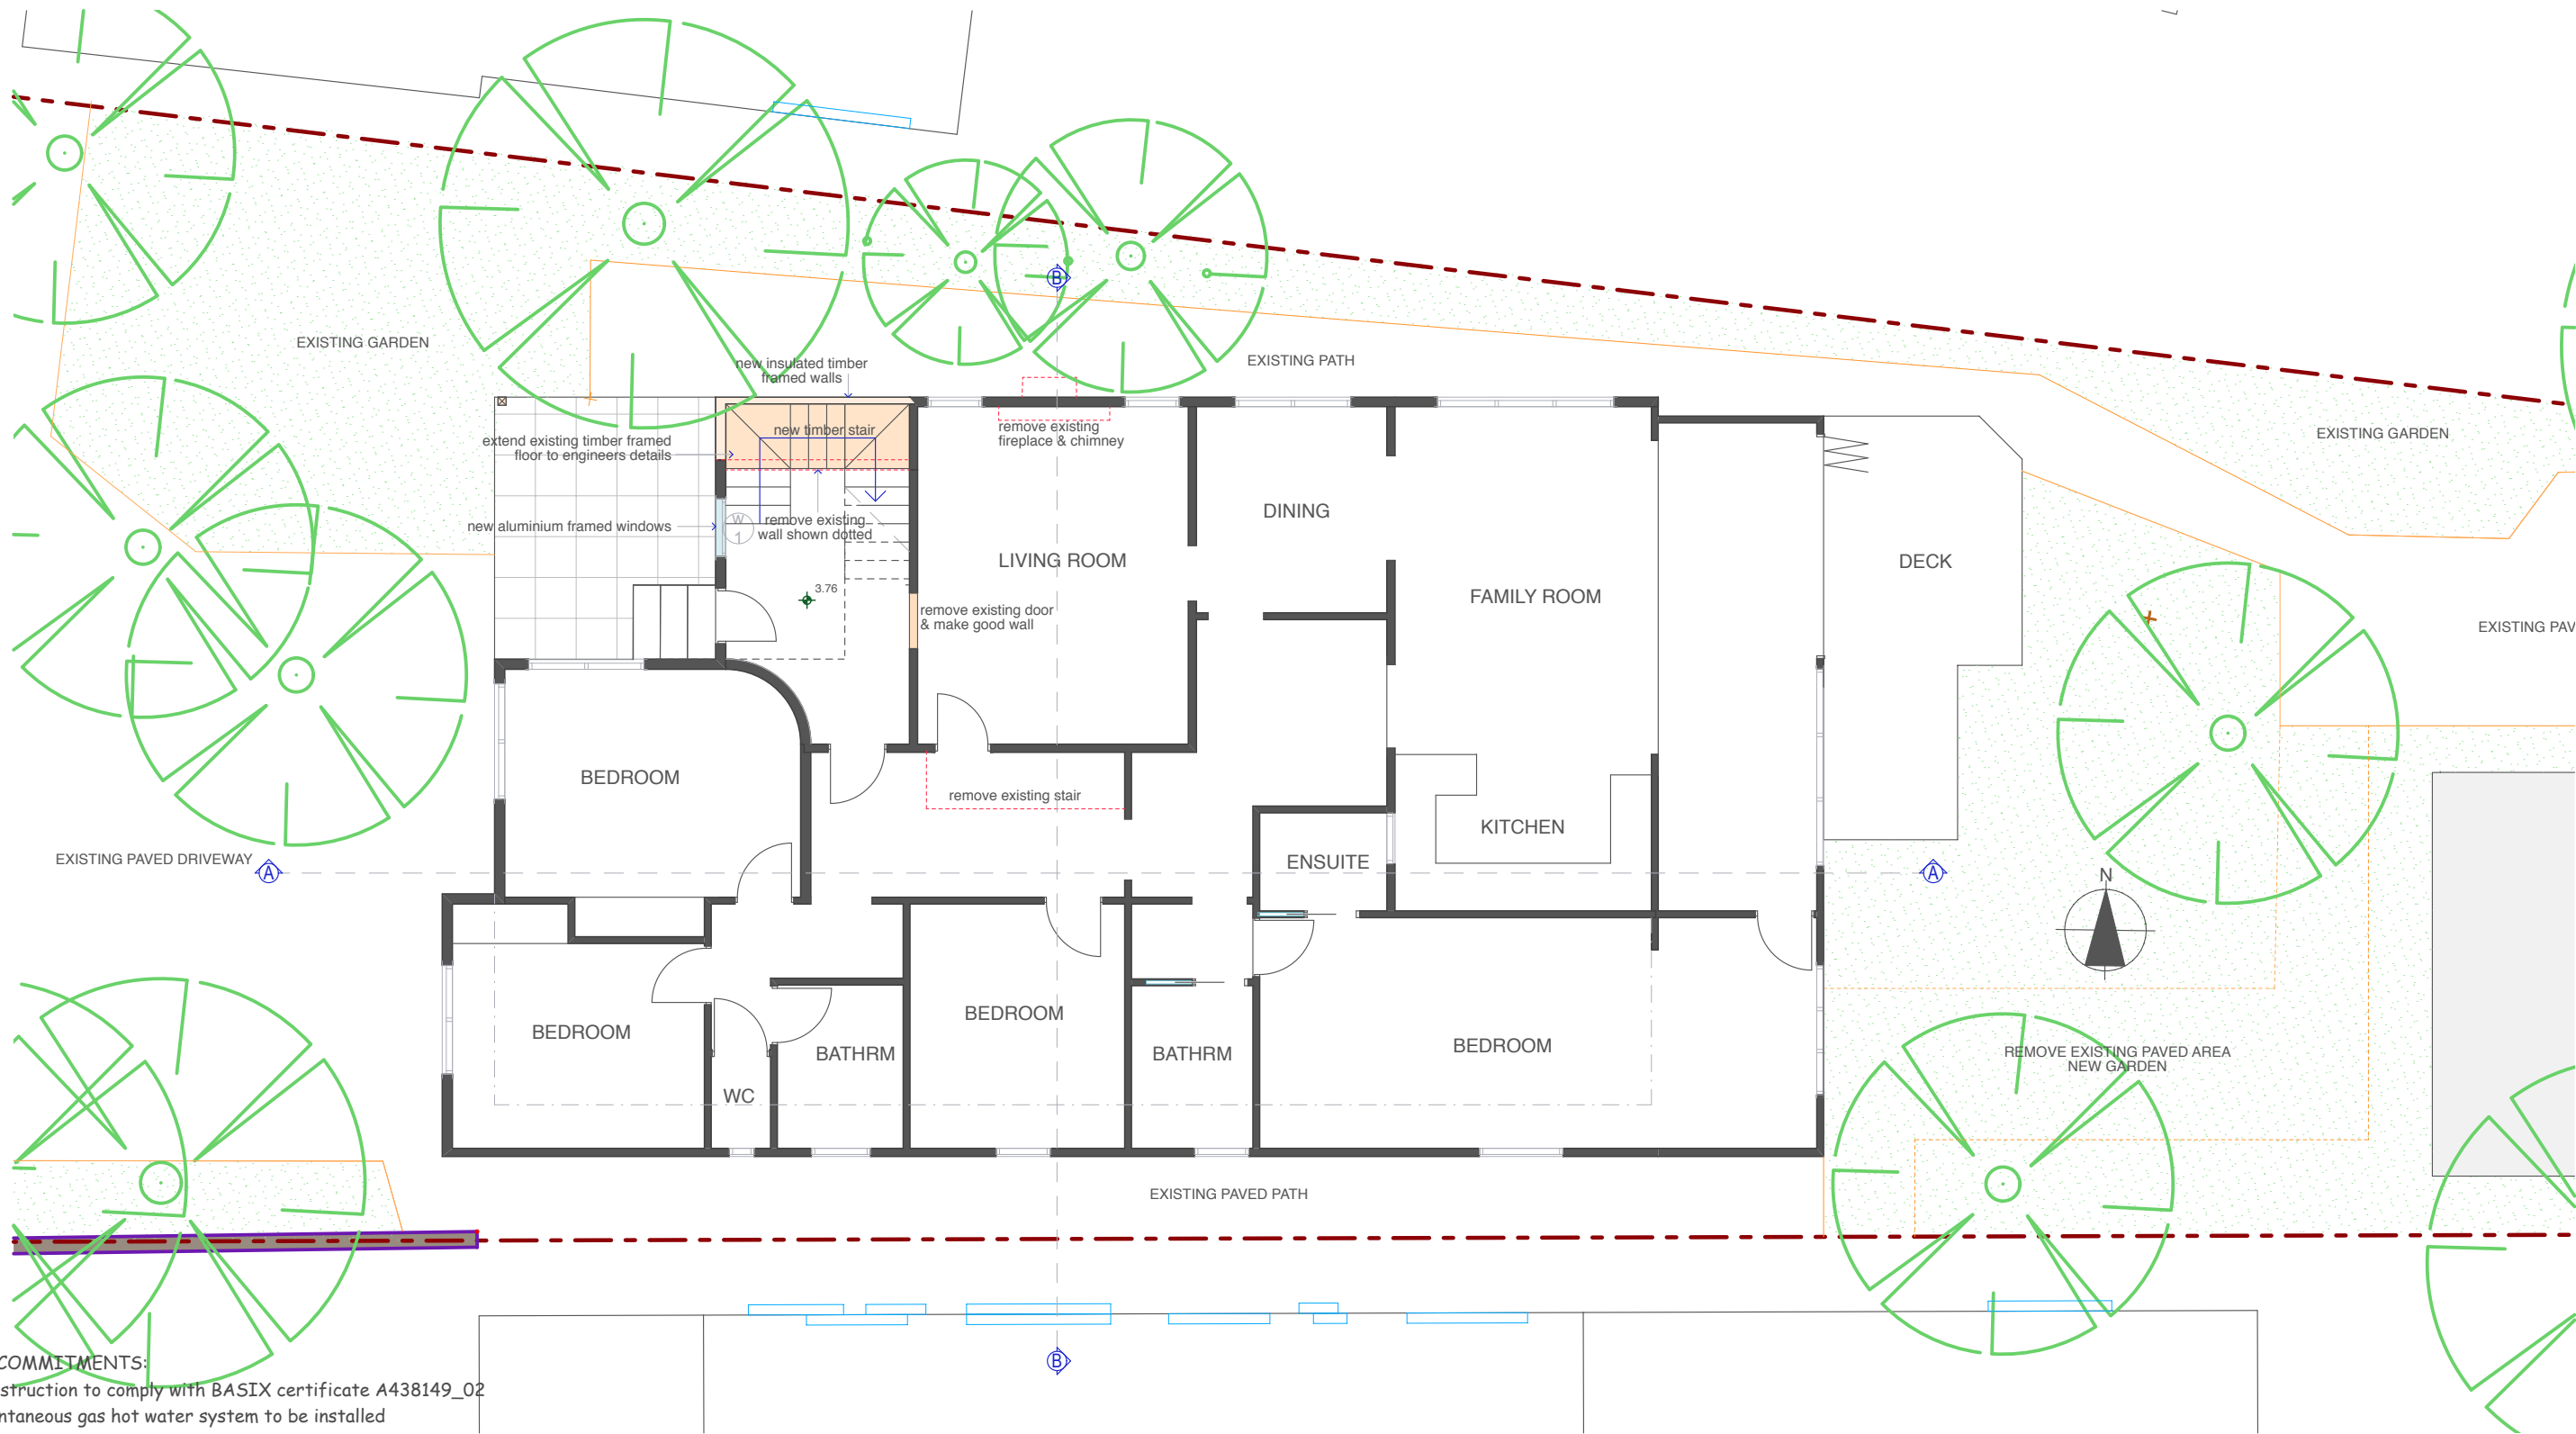 B
EXISTING GARDEN
new insulated timber
framed walls
EXISTING PATH
new timber stair
extend existing timber framed
floor to engineers details
remove existing
fireplace & chimney
EXISTING GARDEN
DINING
new aluminium framed windows
W
1
remove existing
wall shown dotted
LIVING ROOM
DECK
3.76
FAMILY ROOM
remove existing door
& make good wall
EXISTING PAV
BEDROOM
remove existing stair
KITCHEN
EXISTING PAVED DRIVEWAY
A
ENSUITE
A
N
BEDROOM
BEDROOM
BATHRM
BATHRM
BEDROOM
WC
REMOVE EXISTING PAVED AREA
NEW GARDEN
EXISTING PAVED PATH
B
COMMITMENTS:
struction to comply with BASIX certificate A438149_02
ntaneous gas hot water system to be installed